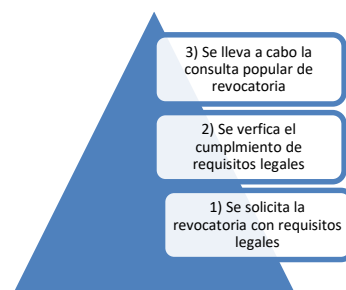 3) Se lleva a cabo la
consulta popular de
revocatoria
2) Se verfica el
cumplmiento de
requisitos legales
1) Se solicita la
revocatoria con requisitos
legales